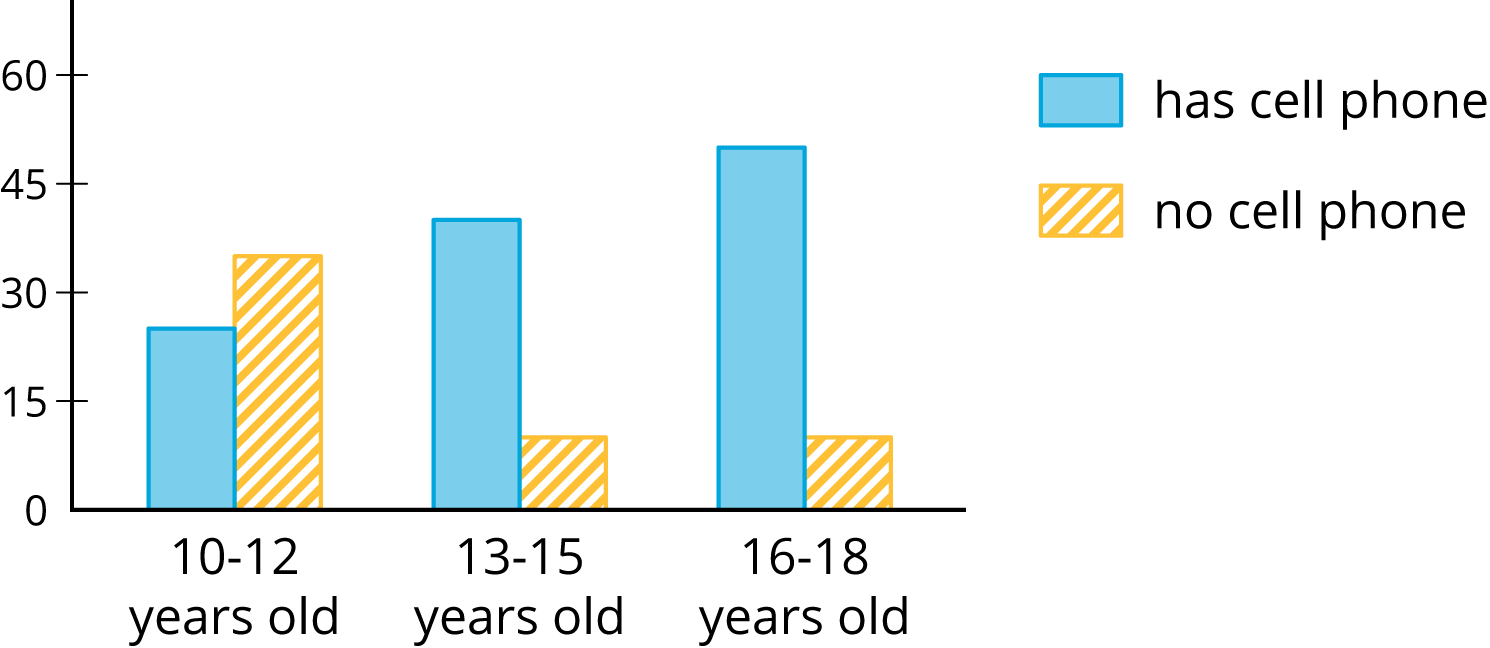 60
45
30
15
0
10-12
years old
13-15
years old
16-18
years old
has cell phone
no cell phone